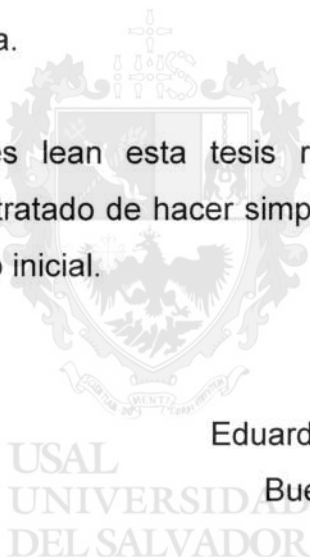 a.
es lean esta tesis r
tratado de hacer simp
o inicial.
Eduard
Bue
USAL
UNIVERSIDAD
DEL SALVADOR